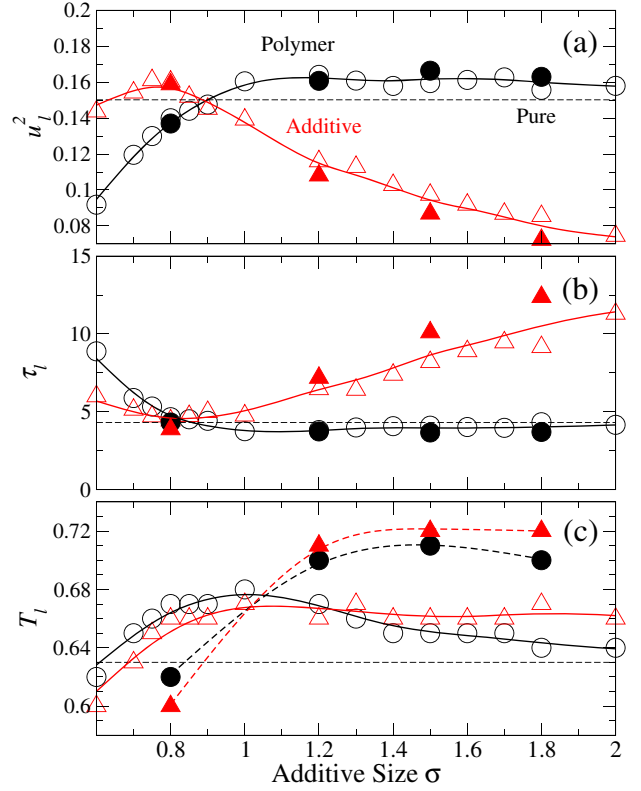 0.2
0.18
0.16
0.14
0.12
0.1
0.08
u_l^2
Polymer
(a)
Additive
Pure
15
10
5
0
τ_l
(b)
0.72
0.68
0.64
0.6
T_l
(c)
0.8 1 1.2 1.4 1.6 1.8 2
Additive Size σ